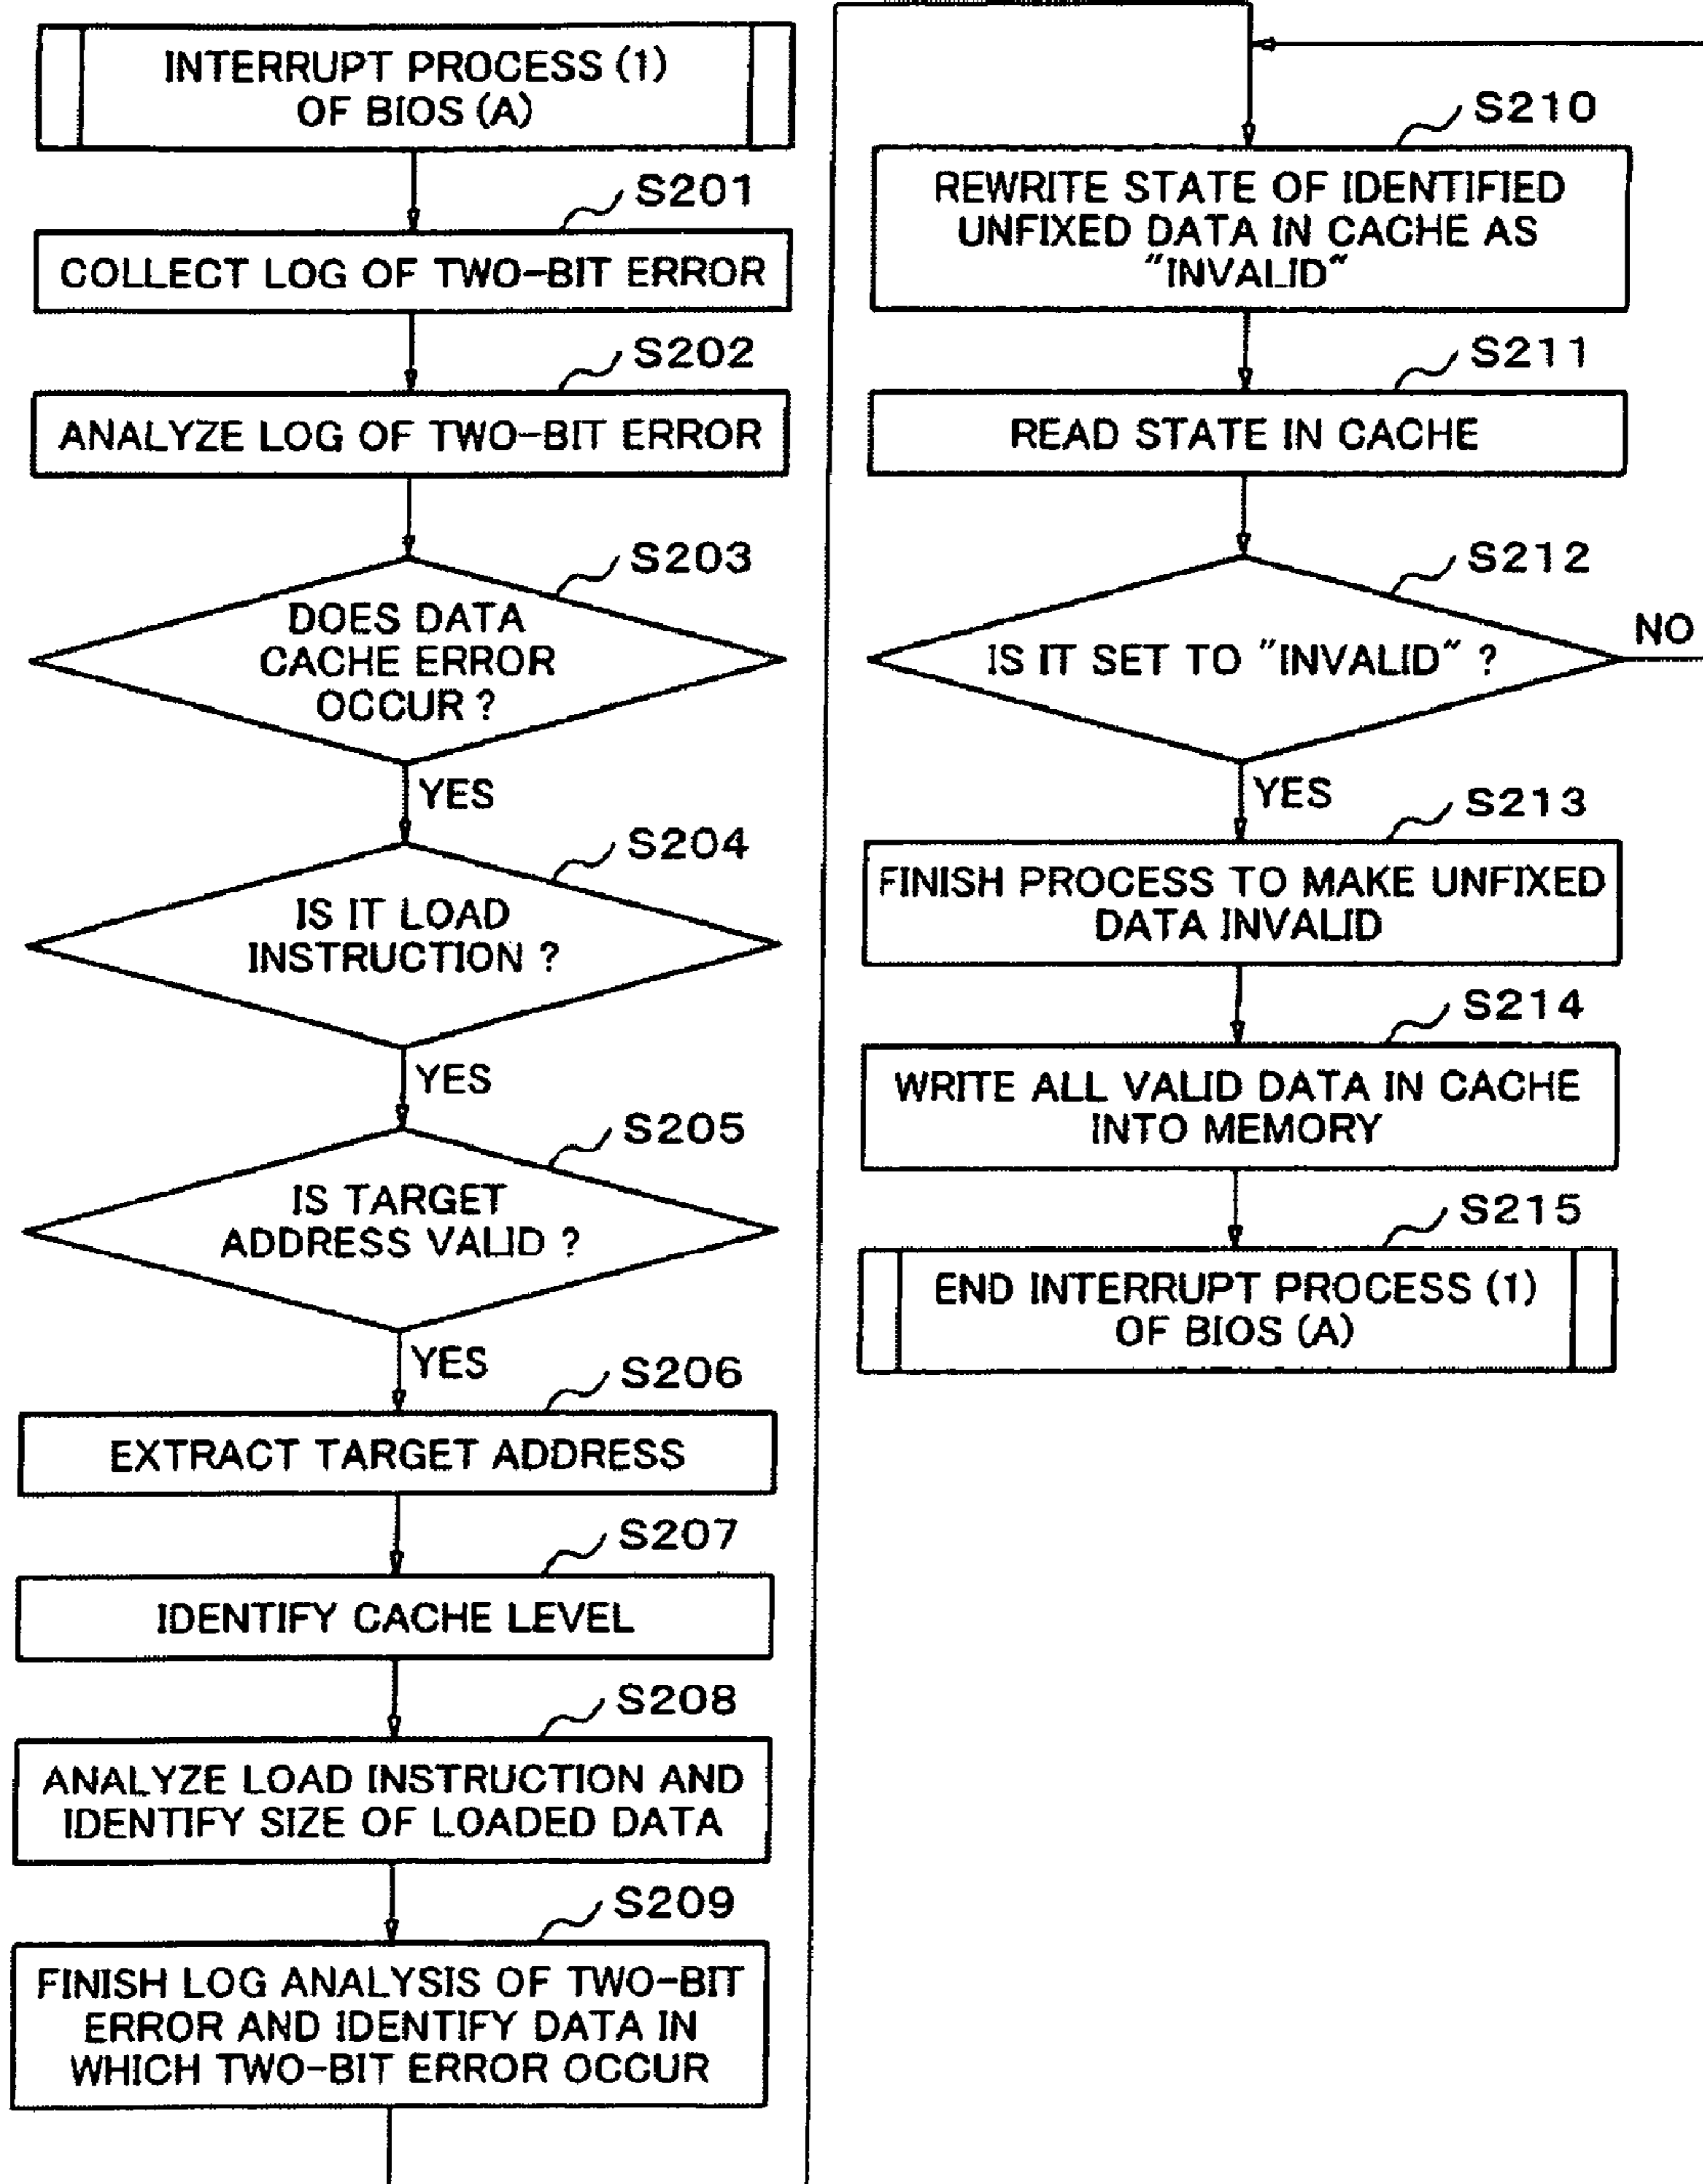 INTERRUPT PROCESS (1)
OF BIOS (A)
S201
COLLECT LOG OF TWO-BIT ERROR
S202
ANALYZE LOG OF TWO-BIT ERROR
S203
DOES DATA
CACHE ERROR
OCCUR ?
YES
S204
IS IT LOAD
INSTRUCTION ?
YES
S205
IS TARGET
ADDRESS VALID ?
YES
S206
EXTRACT TARGET ADDRESS
S207
IDENTIFY CACHE LEVEL
S208
ANALYZE LOAD INSTRUCTION AND
IDENTIFY SIZE OF LOADED DATA
S209
FINISH LOG ANALYSIS OF TWO-BIT
ERROR AND IDENTIFY DATA IN
WHICH TWO-BIT ERROR OCCUR
S210
REWRITE STATE OF IDENTIFIED
UNFIXED DATA IN CACHE AS
"INVALID"
S211
READ STATE IN CACHE
S212
IS IT SET TO "INVALID" ?
NO
YES
S213
FINISH PROCESS TO MAKE UNFIXED
DATA INVALID
S214
WRITE ALL VALID DATA IN CACHE
INTO MEMORY
S215
END INTERRUPT PROCESS (1)
OF BIOS (A)